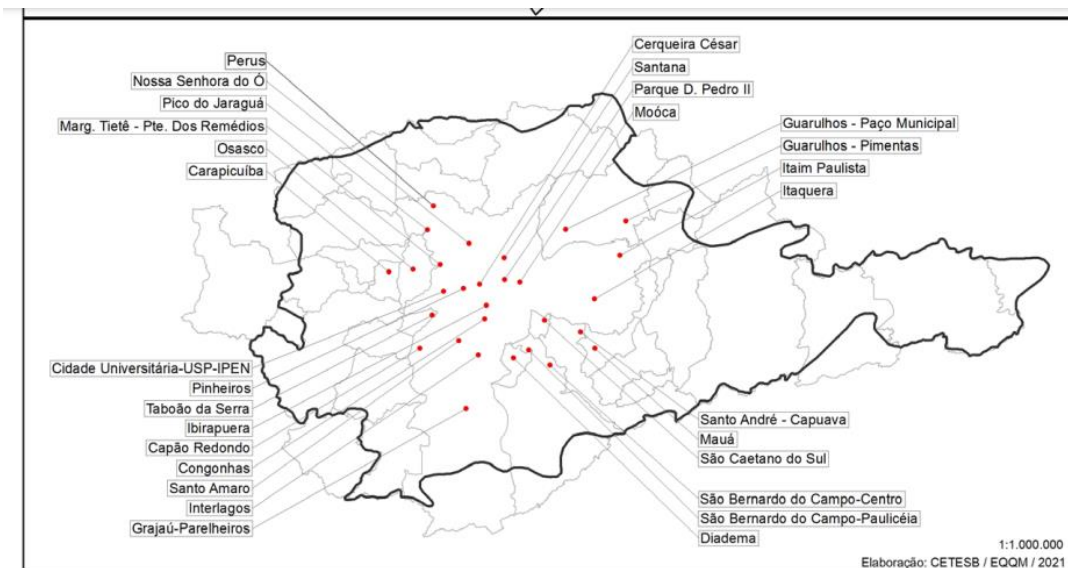 Perus
Nossa Senhora do Ó
Pico do Jaraguá
Marg. Tietê - Pte. Dos Remédios
Osasco
Carapicuíba
Cerqueira César
Santana
Parque D. Pedro II
Moóca
Guarulhos - Paço Municipal
Guarulhos - Pimentas
Itaim Paulista
Itaquera
Cidade Universitária-USP-IPEN
Pinheiros
Taboão da Serra
Ibirapuera
Capão Redondo
Congonhas
Santo Amaro
Interlagos
Grajaú-Parelheiros
Santo André - Capuava
Mauá
São Caetano do Sul
São Bernardo do Campo-Centro
São Bernardo do Campo-Paulicéia
Diadema
1:1.000.000
Elaboração: CETESB / EQQM / 2021